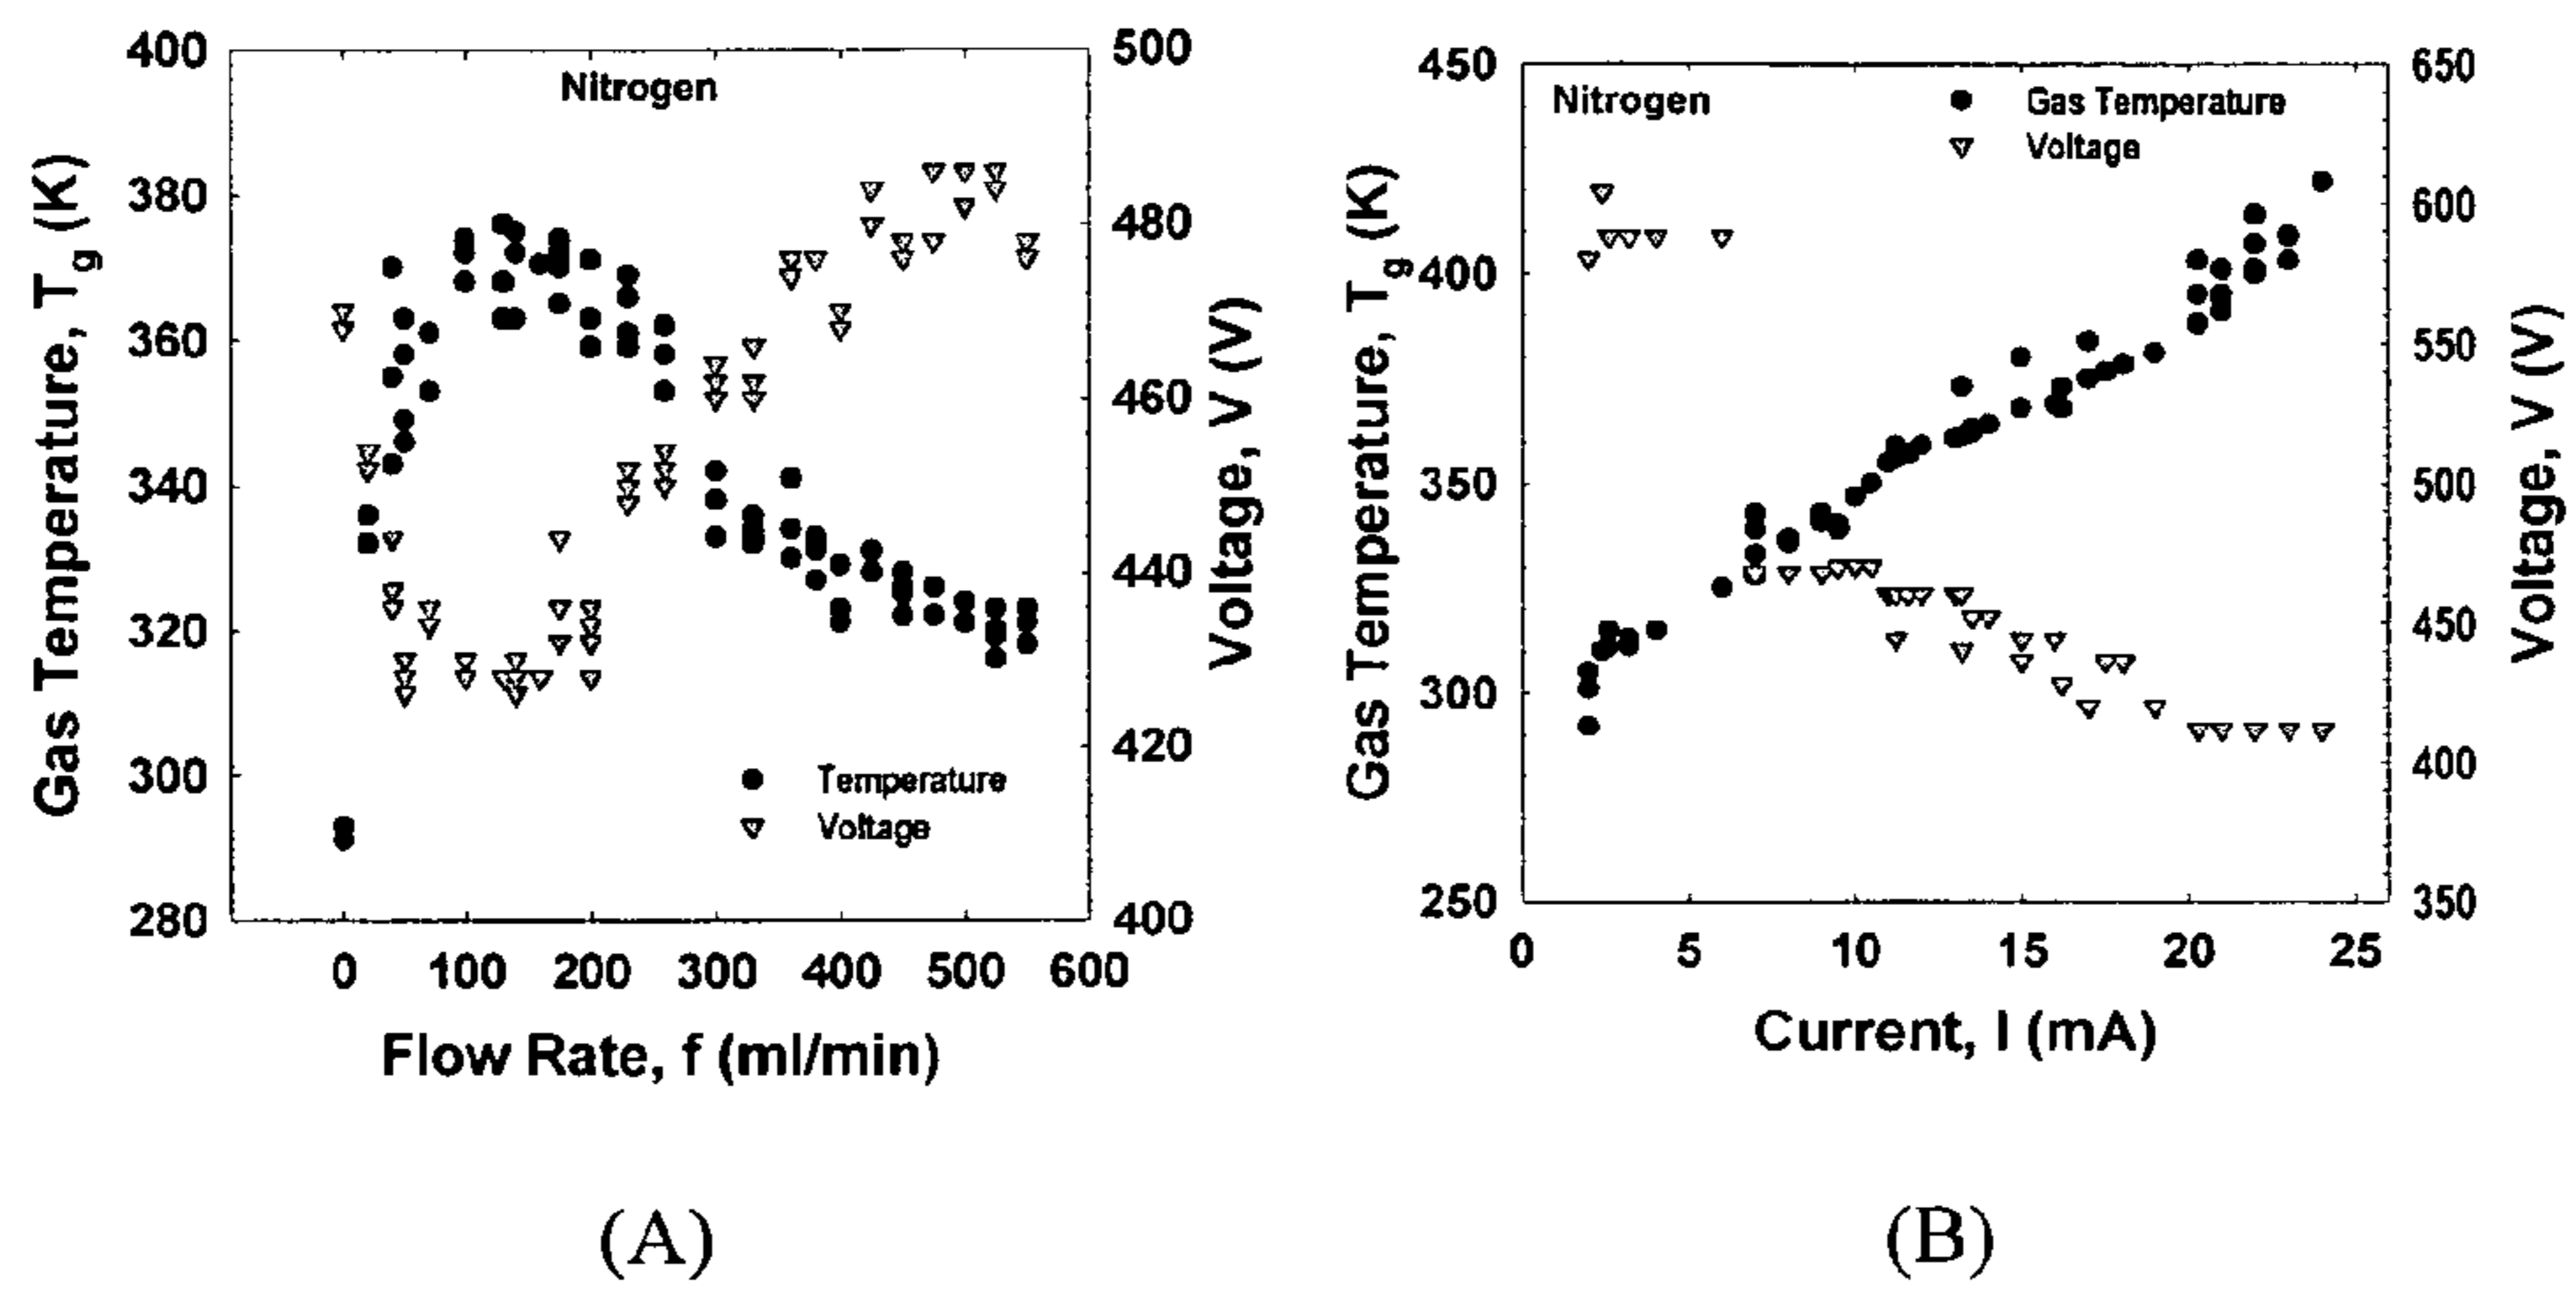 Nitrogen
400
380
360
340
320
300
280
Gas Temperature, Tg (K)
500
480
460
440
420
400
Voltage, V (V)
Temperature
Voltage
0 100 200 300 400 500 600
Flow Rate, f (ml/min)
(A)
Nitrogen
Gas Temperature
Voltage
450
400
350
300
250
Gas Temperature, Tg (K)
650
600
550
500
450
400
350
Voltage, V (V)
0 5 10 15 20 25
Current, I (mA)
(B)